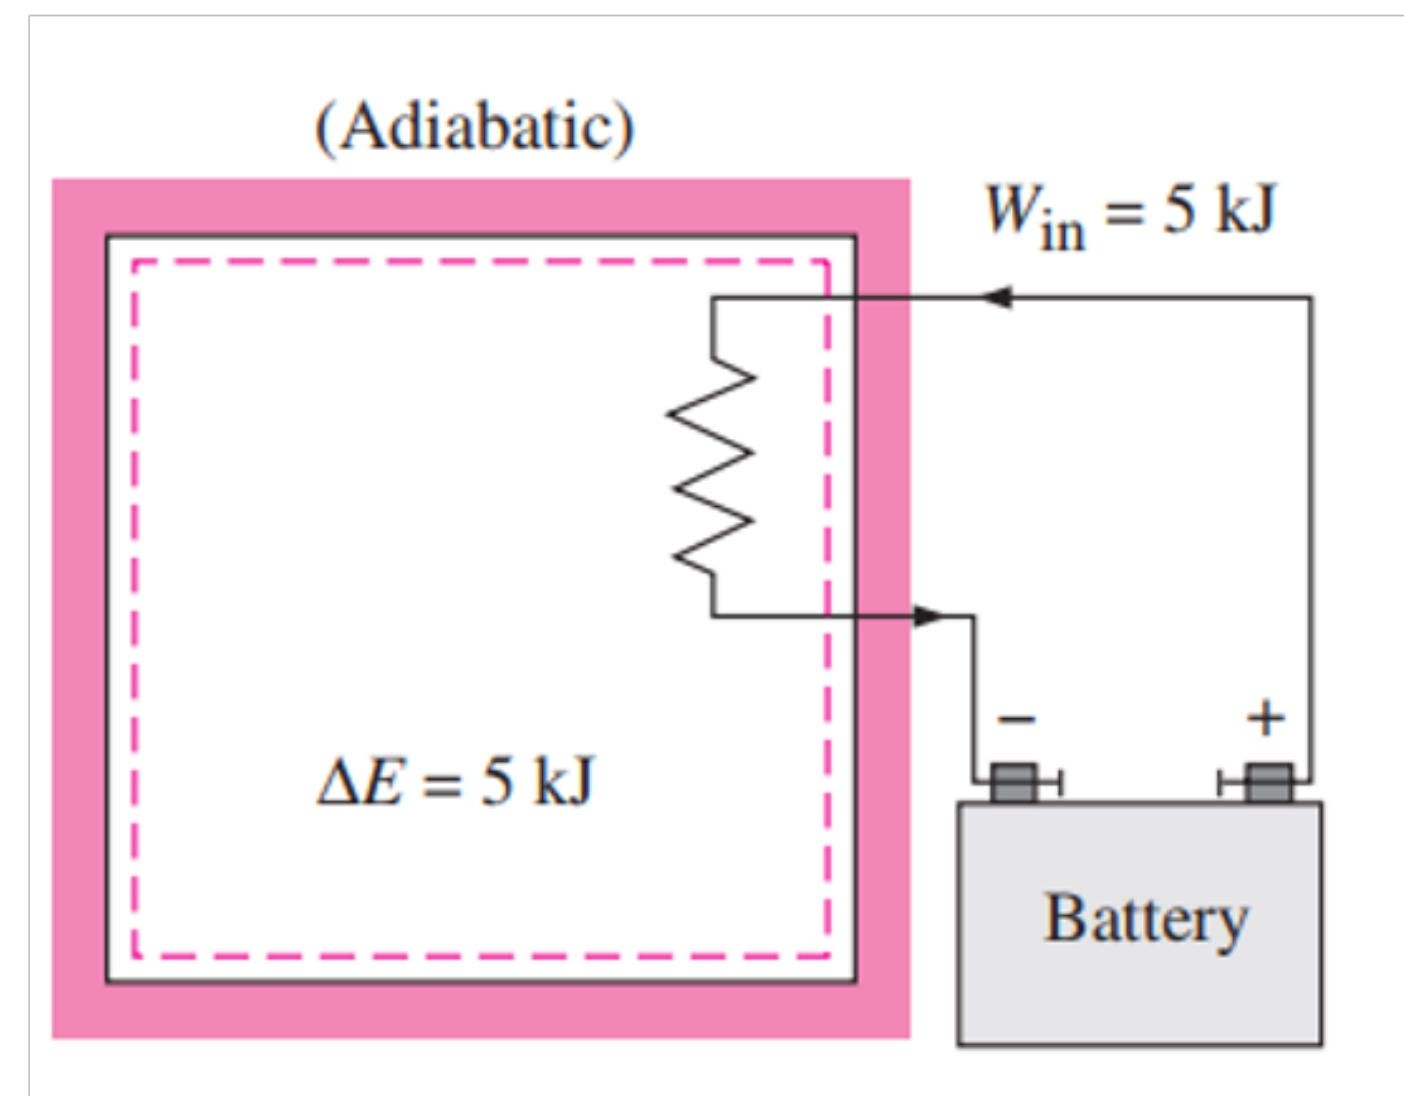 (Adiabatic)
W_in = 5 kJ
− +
ΔE = 5 kJ
Battery